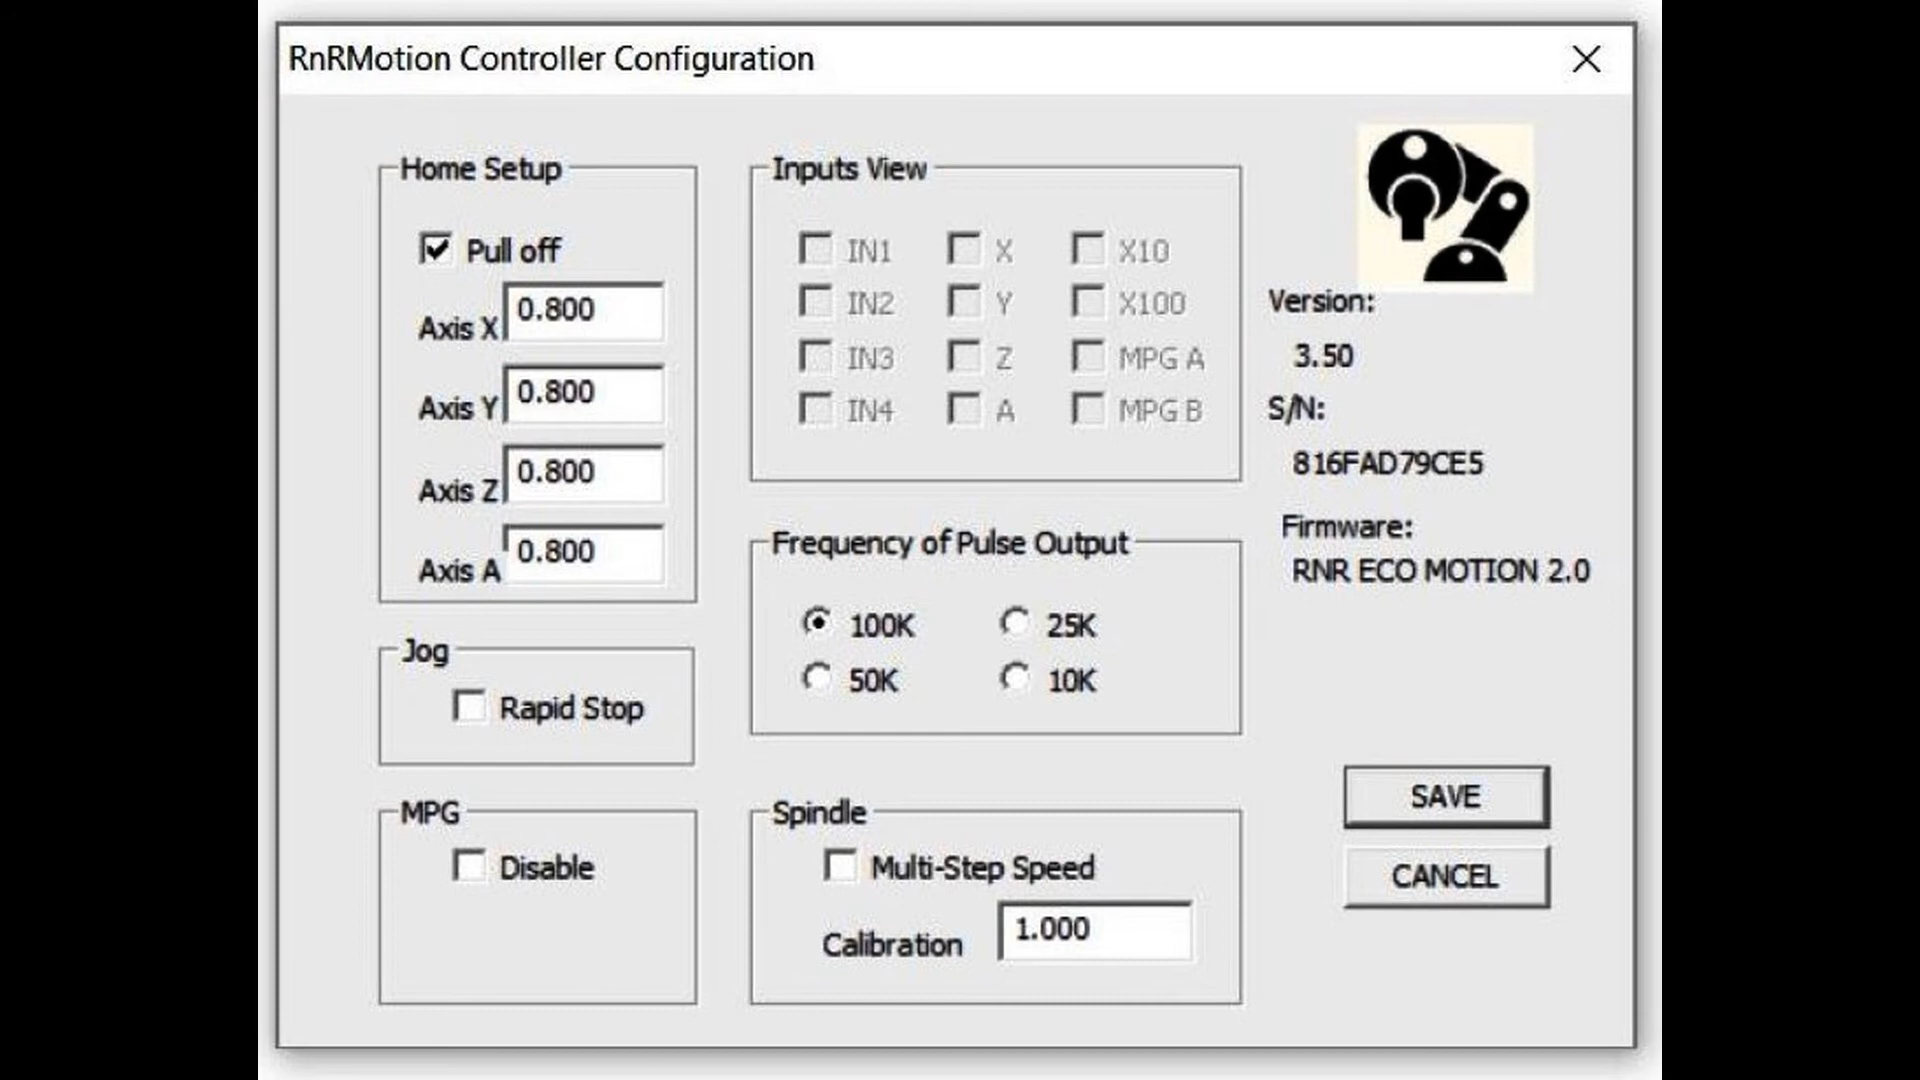 RnRMotion Controller Configuration
Home Setup
Pull off
Axis X 0.800
Axis Y 0.800
Axis Z 0.800
Axis A 0.800
Jog
Rapid Stop
MPG
Disable
Inputs View
IN1 X X10
IN2 Y X100
IN3 Z MPG A
IN4 A MPG B
Frequency of Pulse Output
100K 25K
50K 10K
Spindle
Multi-Step Speed
Calibration 1.000
Version:
3.50
S/N:
816FAD79CE5
Firmware:
RNR ECO MOTION 2.0
SAVE
CANCEL